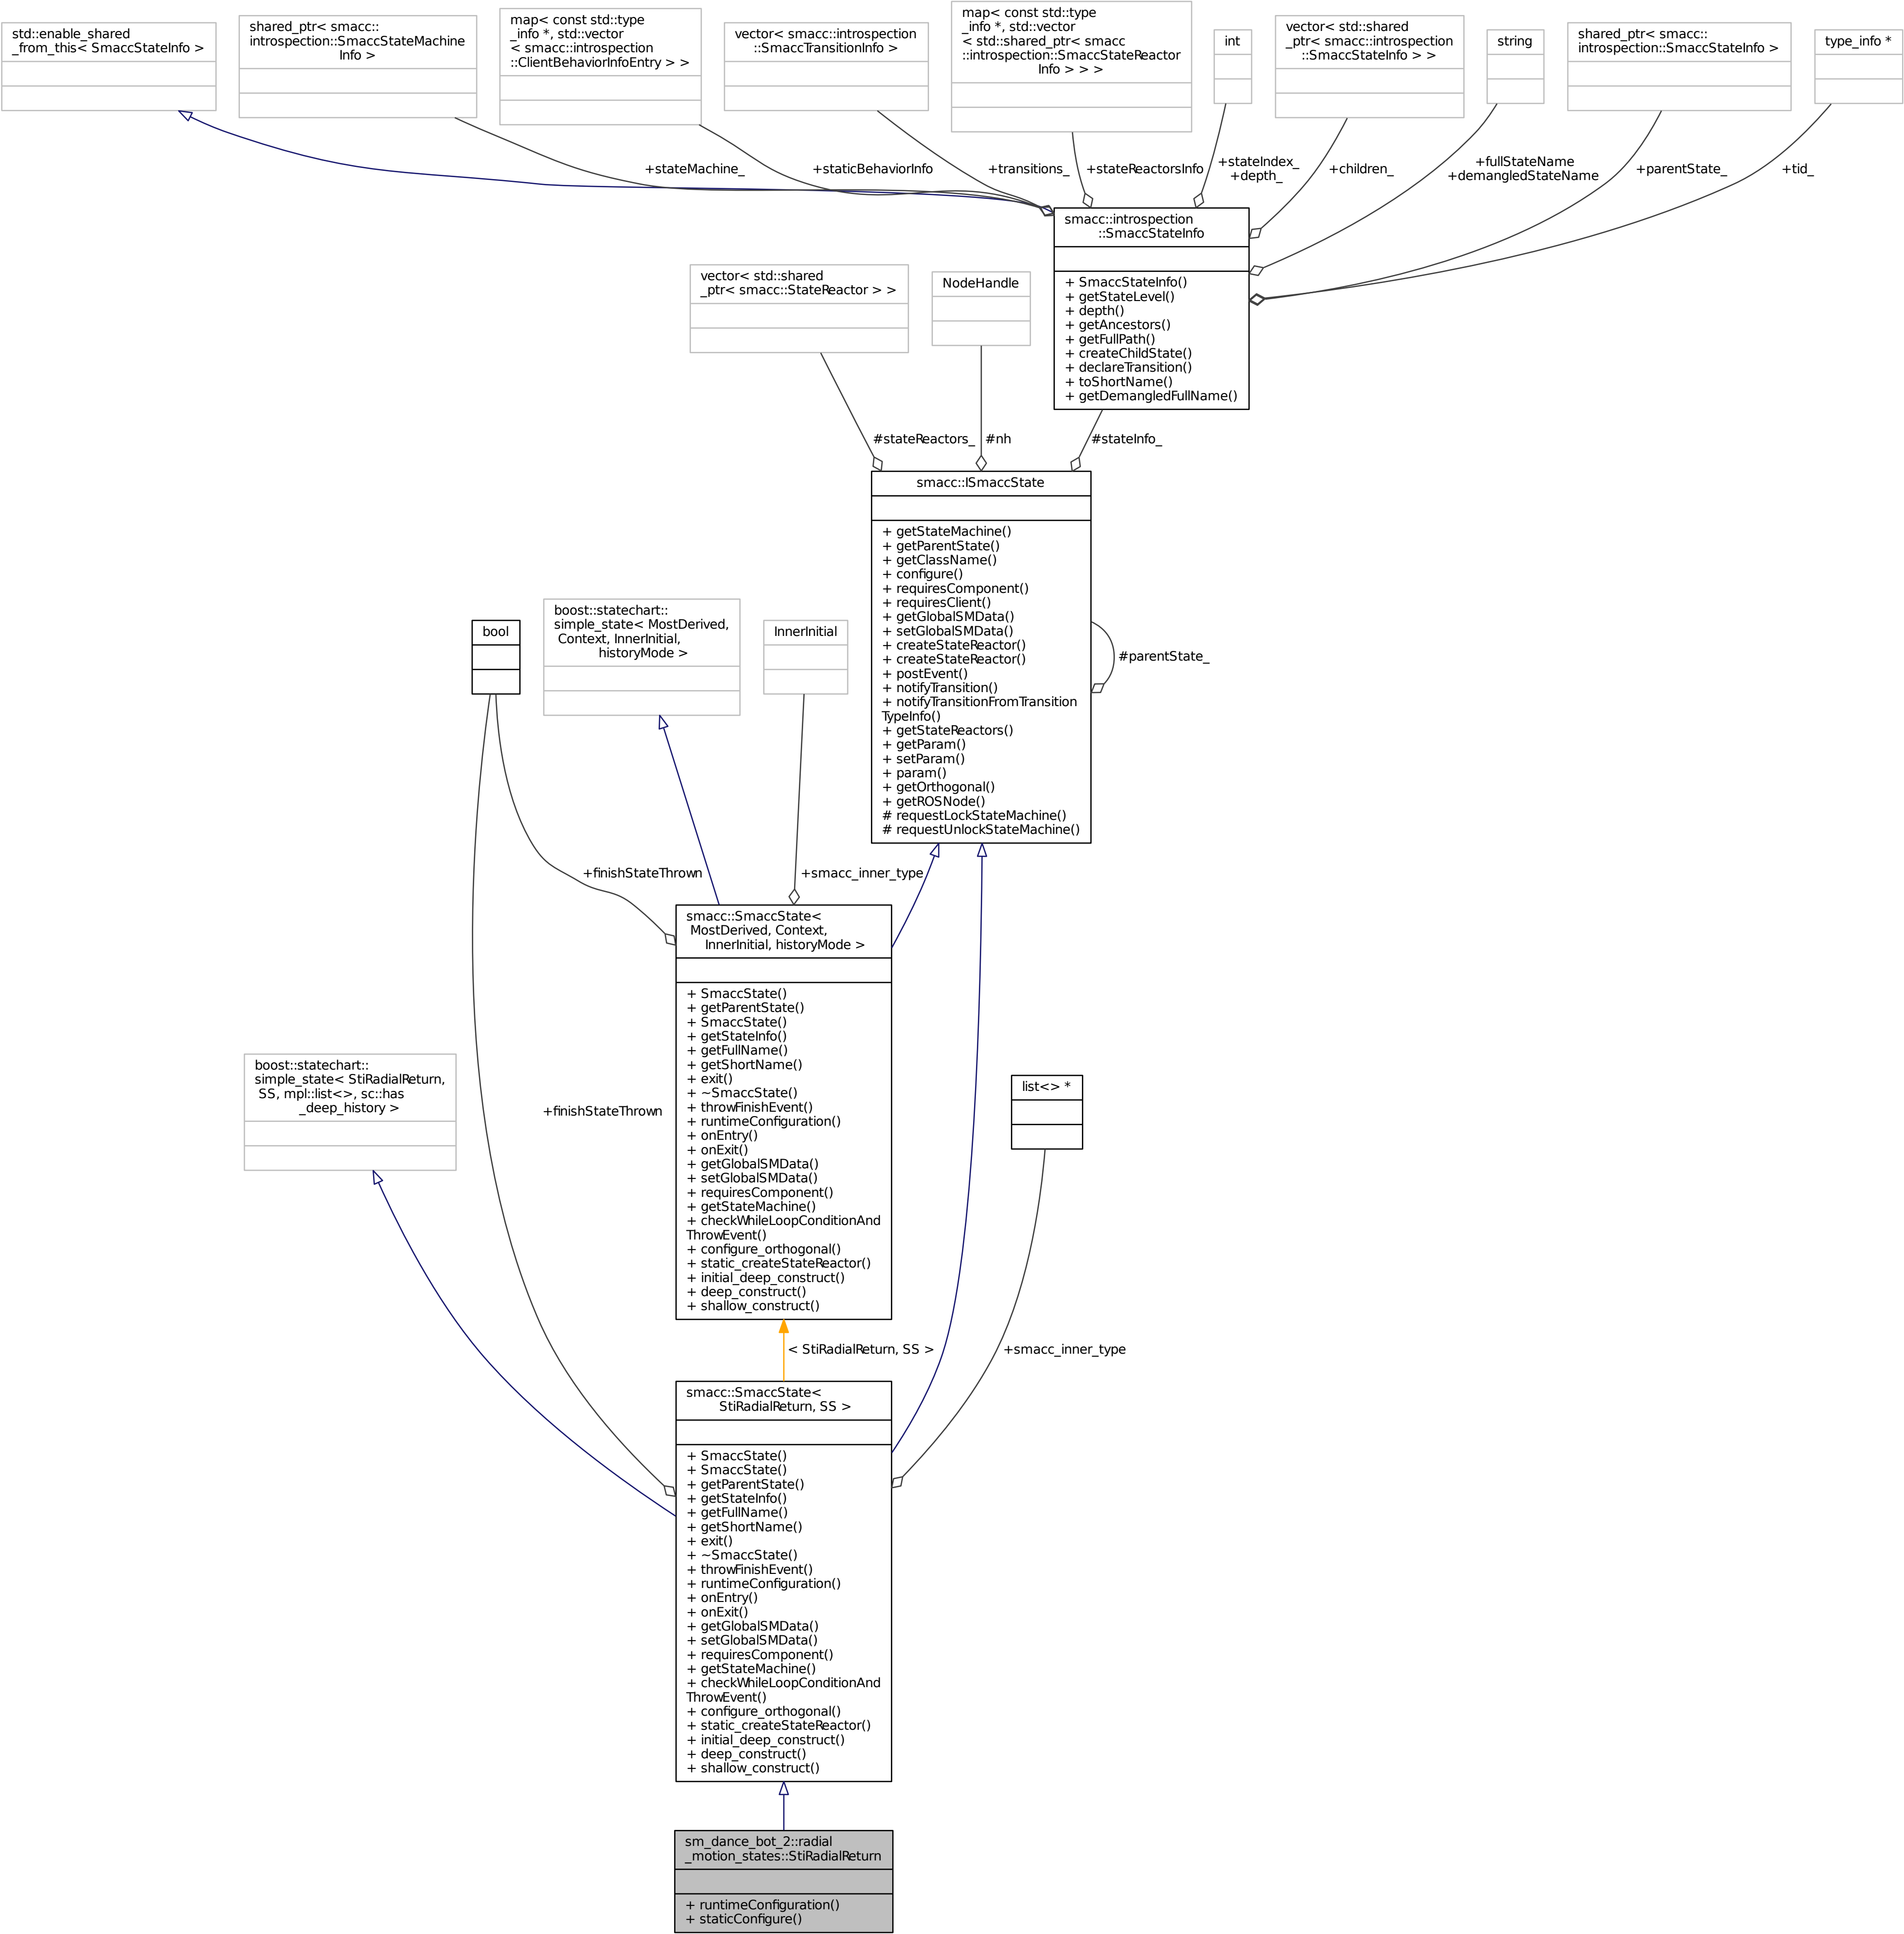 std::enable_shared
_from_this< SmaccStateInfo >
shared_ptr< smacc::
introspection::SmaccStateMachine
Info >
map< const std::type
_info *, std::vector
< smacc::introspection
::ClientBehaviorInfoEntry > >
vector< smacc::introspection
::SmaccTransitionInfo >
map< const std::type
_info *, std::vector
< std::shared_ptr< smacc
::introspection::SmaccStateReactor
Info > > >
int
vector< std::shared
_ptr< smacc::introspection
::SmaccStateInfo > >
string
shared_ptr< smacc::
introspection::SmaccStateInfo >
type_info *
+stateMachine_
+staticBehaviorInfo
+transitions_
+stateReactorsInfo
+stateIndex_
+depth_
+children_
+fullStateName
+demangledStateName
+parentState_
+tid_
smacc::introspection
::SmaccStateInfo
+ SmaccStateInfo()
+ getStateLevel()
+ depth()
+ getAncestors()
+ getFullPath()
+ createChildState()
+ declareTransition()
+ toShortName()
+ getDemangledFullName()
vector< std::shared
_ptr< smacc::StateReactor > >
NodeHandle
#stateReactors_
#nh
#stateInfo_
smacc::ISmaccState
+ getStateMachine()
+ getParentState()
+ getClassName()
+ configure()
+ requiresComponent()
+ requiresClient()
+ getGlobalSMData()
+ setGlobalSMData()
+ createStateReactor()
+ createStateReactor()
+ postEvent()
+ notifyTransition()
+ notifyTransitionFromTransition
TypeInfo()
+ getStateReactors()
+ getParam()
+ setParam()
+ param()
+ getOrthogonal()
+ getROSNode()
# requestLockStateMachine()
# requestUnlockStateMachine()
#parentState_
bool
boost::statechart::
simple_state< MostDerived,
Context, InnerInitial,
historyMode >
InnerInitial
+finishStateThrown
+smacc_inner_type
smacc::SmaccState<
MostDerived, Context,
InnerInitial, historyMode >
+ SmaccState()
+ getParentState()
+ SmaccState()
+ getStateInfo()
+ getFullName()
+ getShortName()
+ exit()
+ ~SmaccState()
+ throwFinishEvent()
+ runtimeConfiguration()
+ onEntry()
+ onExit()
+ getGlobalSMData()
+ setGlobalSMData()
+ requiresComponent()
+ getStateMachine()
+ checkWhileLoopConditionAnd
ThrowEvent()
+ configure_orthogonal()
+ static_createStateReactor()
+ initial_deep_construct()
+ deep_construct()
+ shallow_construct()
boost::statechart::
simple_state< StiRadialReturn,
SS, mpl::list<>, sc::has
_deep_history >
+finishStateThrown
list<> *
< StiRadialReturn, SS >
+smacc_inner_type
smacc::SmaccState<
StiRadialReturn, SS >
+ SmaccState()
+ SmaccState()
+ getParentState()
+ getStateInfo()
+ getFullName()
+ getShortName()
+ exit()
+ ~SmaccState()
+ throwFinishEvent()
+ runtimeConfiguration()
+ onEntry()
+ onExit()
+ getGlobalSMData()
+ setGlobalSMData()
+ requiresComponent()
+ getStateMachine()
+ checkWhileLoopConditionAnd
ThrowEvent()
+ configure_orthogonal()
+ static_createStateReactor()
+ initial_deep_construct()
+ deep_construct()
+ shallow_construct()
sm_dance_bot_2::radial
_motion_states::StiRadialReturn
+ runtimeConfiguration()
+ staticConfigure()